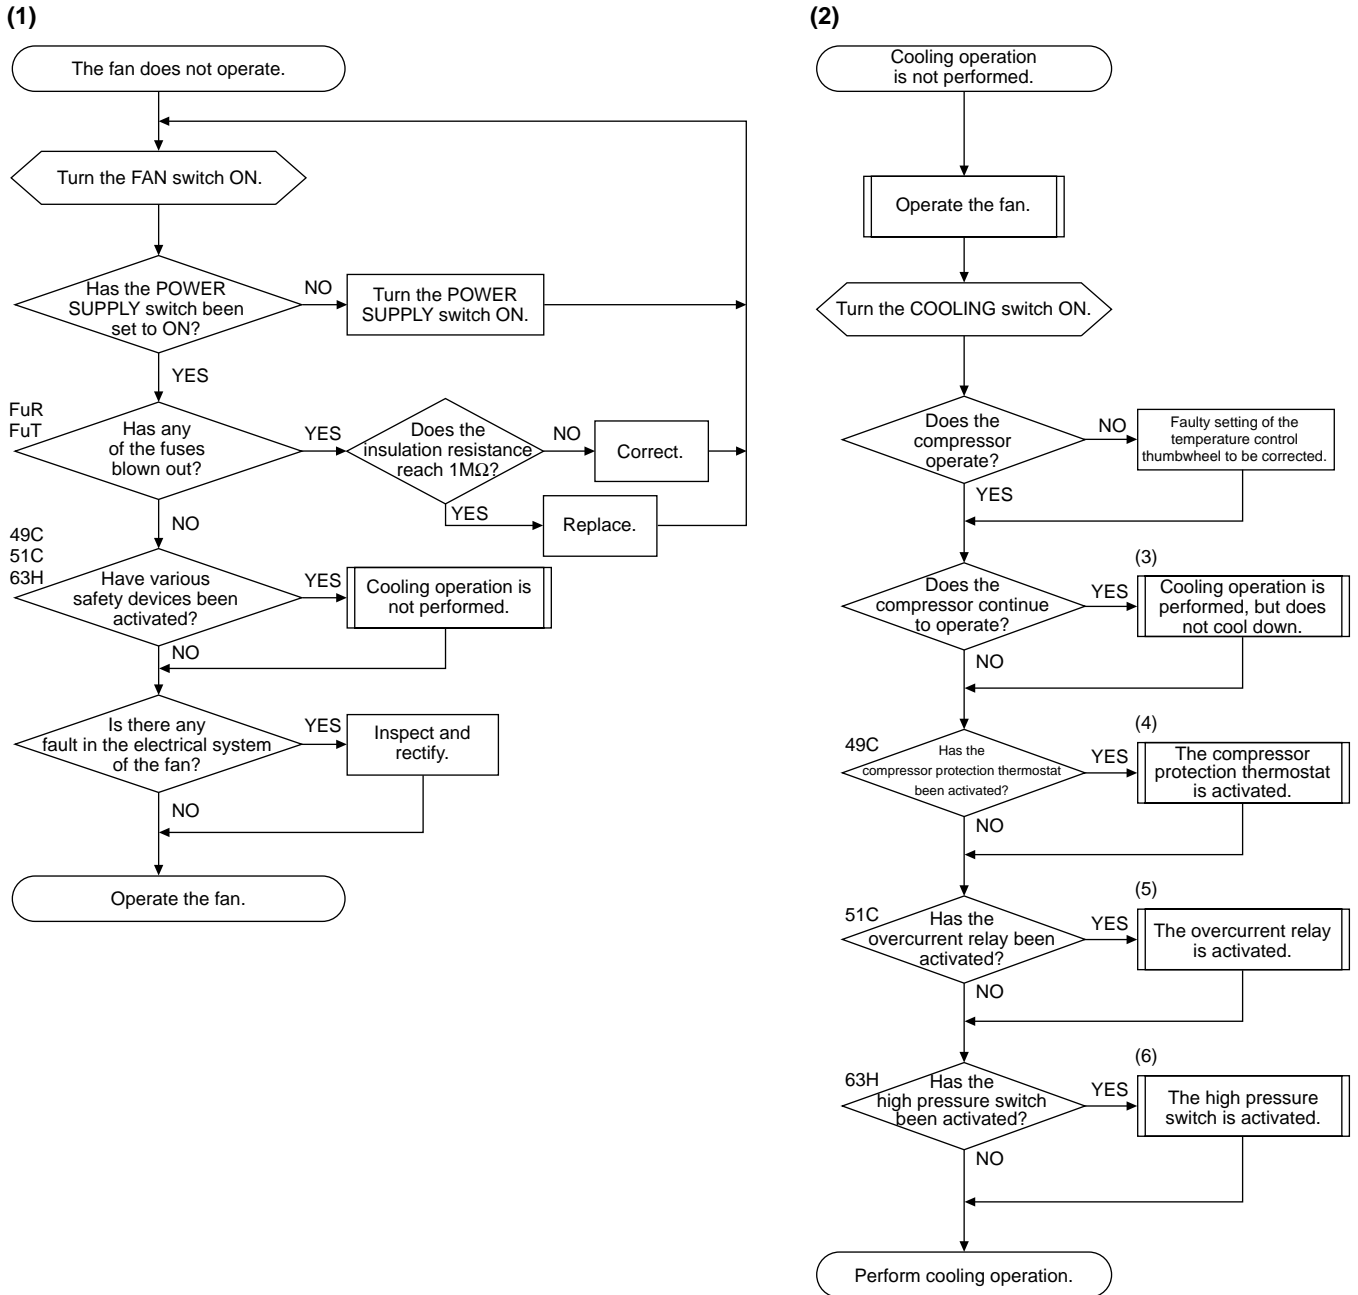 (1)
The fan does not operate.
Turn the FAN switch ON.
Has the POWER
SUPPLY switch been
set to ON?
NO
Turn the POWER
SUPPLY switch ON.
YES
FuR
FuT
Has any
of the fuses
blown out?
YES
Does the
insulation resistance
reach 1MΩ?
NO
Correct.
YES
Replace.
NO
49C
51C
63H
Have various
safety devices been
activated?
YES
Cooling operation is
not performed.
NO
Is there any
fault in the electrical system
of the fan?
YES
Inspect and
rectify.
NO
Operate the fan.
(2)
Cooling operation
is not performed.
Operate the fan.
Turn the COOLING switch ON.
Does the
compressor
operate?
NO
Faulty setting of the
temperature control
thumbwheel to be corrected.
YES
Does the
compressor continue
to operate?
YES
(3)
Cooling operation is
performed, but does
not cool down.
NO
49C
Has the
compressor protection thermostat
been activated?
YES
(4)
The compressor
protection thermostat
is activated.
NO
51C
Has the
overcurrent relay been
activated?
YES
(5)
The overcurrent relay
is activated.
NO
63H
Has the
high pressure switch
been activated?
YES
(6)
The high pressure
switch is activated.
NO
Perform cooling operation.